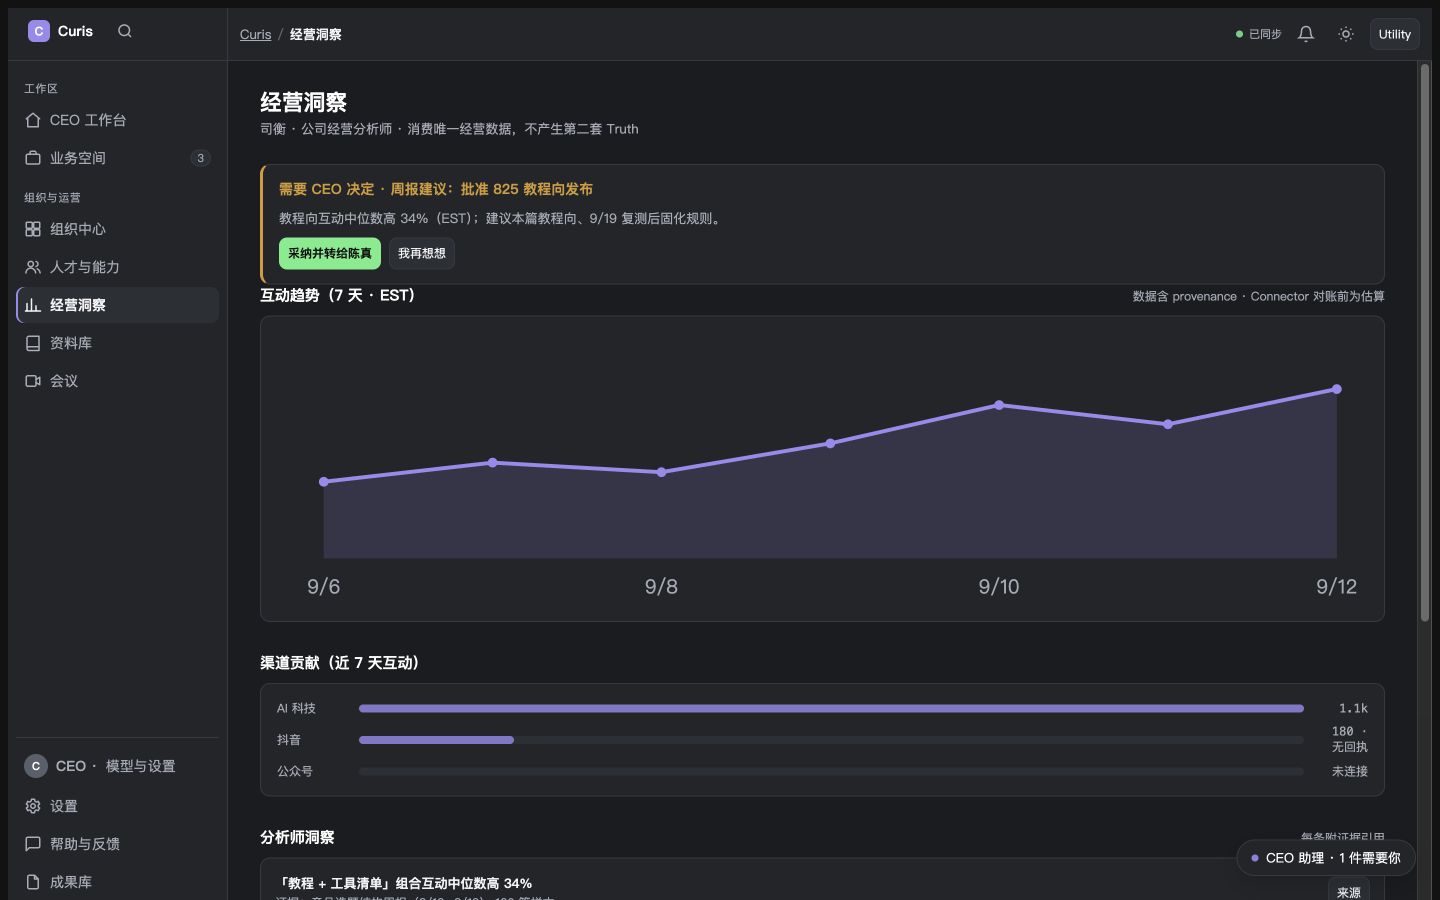 C Curis
Curis / 经营洞察
已同步
Utility
工作区
CEO 工作台
业务空间 3
组织与运营
组织中心
人才与能力
经营洞察
资料库
会议
C CEO · 模型与设置
设置
帮助与反馈
成果库
经营洞察
司衡 · 公司经营分析师 · 消费唯一经营数据，不产生第二套 Truth
需要 CEO 决定 · 周报建议：批准 825 教程向发布
教程向互动中位数高 34%（EST）；建议本篇教程向、9/19 复测后固化规则。
采纳并转给陈真 我再想想
互动趋势（7 天 · EST）
数据含 provenance · Connector 对账前为估算
9/6 9/8 9/10 9/12
渠道贡献（近 7 天互动）
AI 科技 1.1k
抖音 180 ·
无回执
公众号 未连接
分析师洞察
每条附证据引用
CEO 助理 · 1 件需要你
「教程 + 工具清单」组合互动中位数高 34%
来源